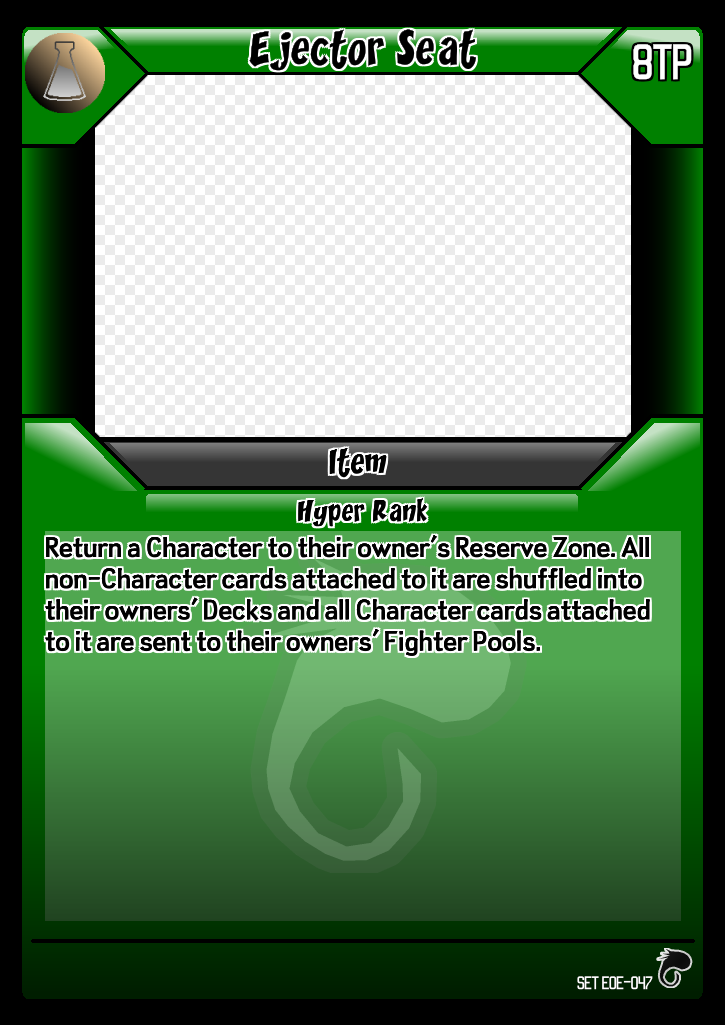 Ejector Seat
8TP
Item
Hyper Rank
Return a Character to their owner's Reserve Zone. All
non-Character cards attached to it are shuffled into
their owners' Decks and all Character cards attached
to it are sent to their owners' Fighter Pools.
SET EOE-047